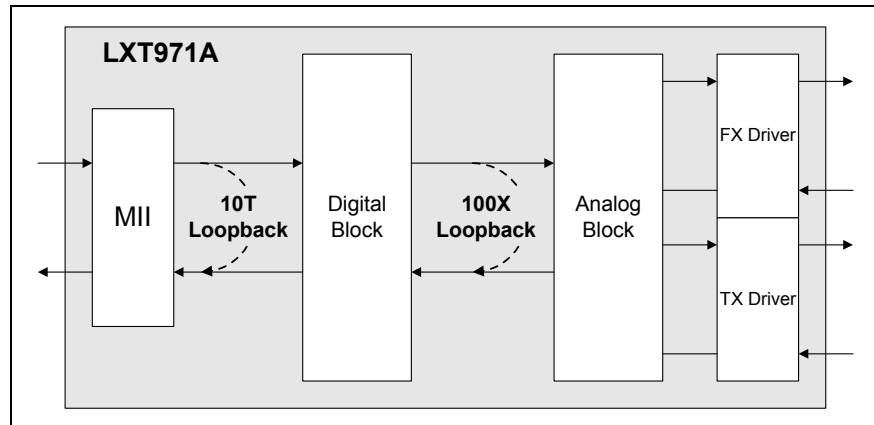 LXT971A
MII
10T
Loopback
Digital
Block
100X
Loopback
Analog
Block
FX Driver
TX Driver